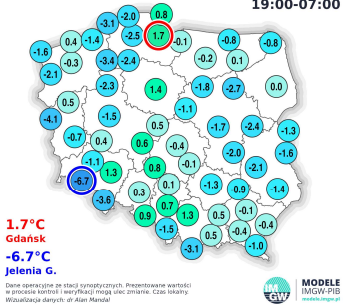 19:00-07:00
0.8
-2.0
-3.1
-2.5 1.7 -0.1
0.4 -1.4 -0.8 -0.8
-1.6
-0.3 -3.4 -2.4 -0.2 0.1
-2.1
-2.3 1.4 -1.8 -2.7 0.0
0.5
-1.1
-4.1 -1.5
0.5 -1.7 -2.4 -1.3
-0.7 0.4 0.6 -0.4
-2.0 -1.6
-1.1 0.8 -0.1 -2.1
-6.7 1.3
0.3 0.1 -1.3 0.9 -1.4
-3.6
0.7
0.9 1.3 0.5 -0.1
-1.5 0.5 -0.4 -0.4
-3.1 -1.0
1.7°C
Gdańsk
-6.7°C
Jelenia G.
Dane operacyjne ze stacji synoptycznych. Prezentowane wartości
w procesie kontroli i weryfikacji mogą ulec zmianie. Czas lokalny.
Wizualizacja danych: dr Alan Mandal
IM
GW
MODELE
IMGW-PIB
modele.imgw.pl